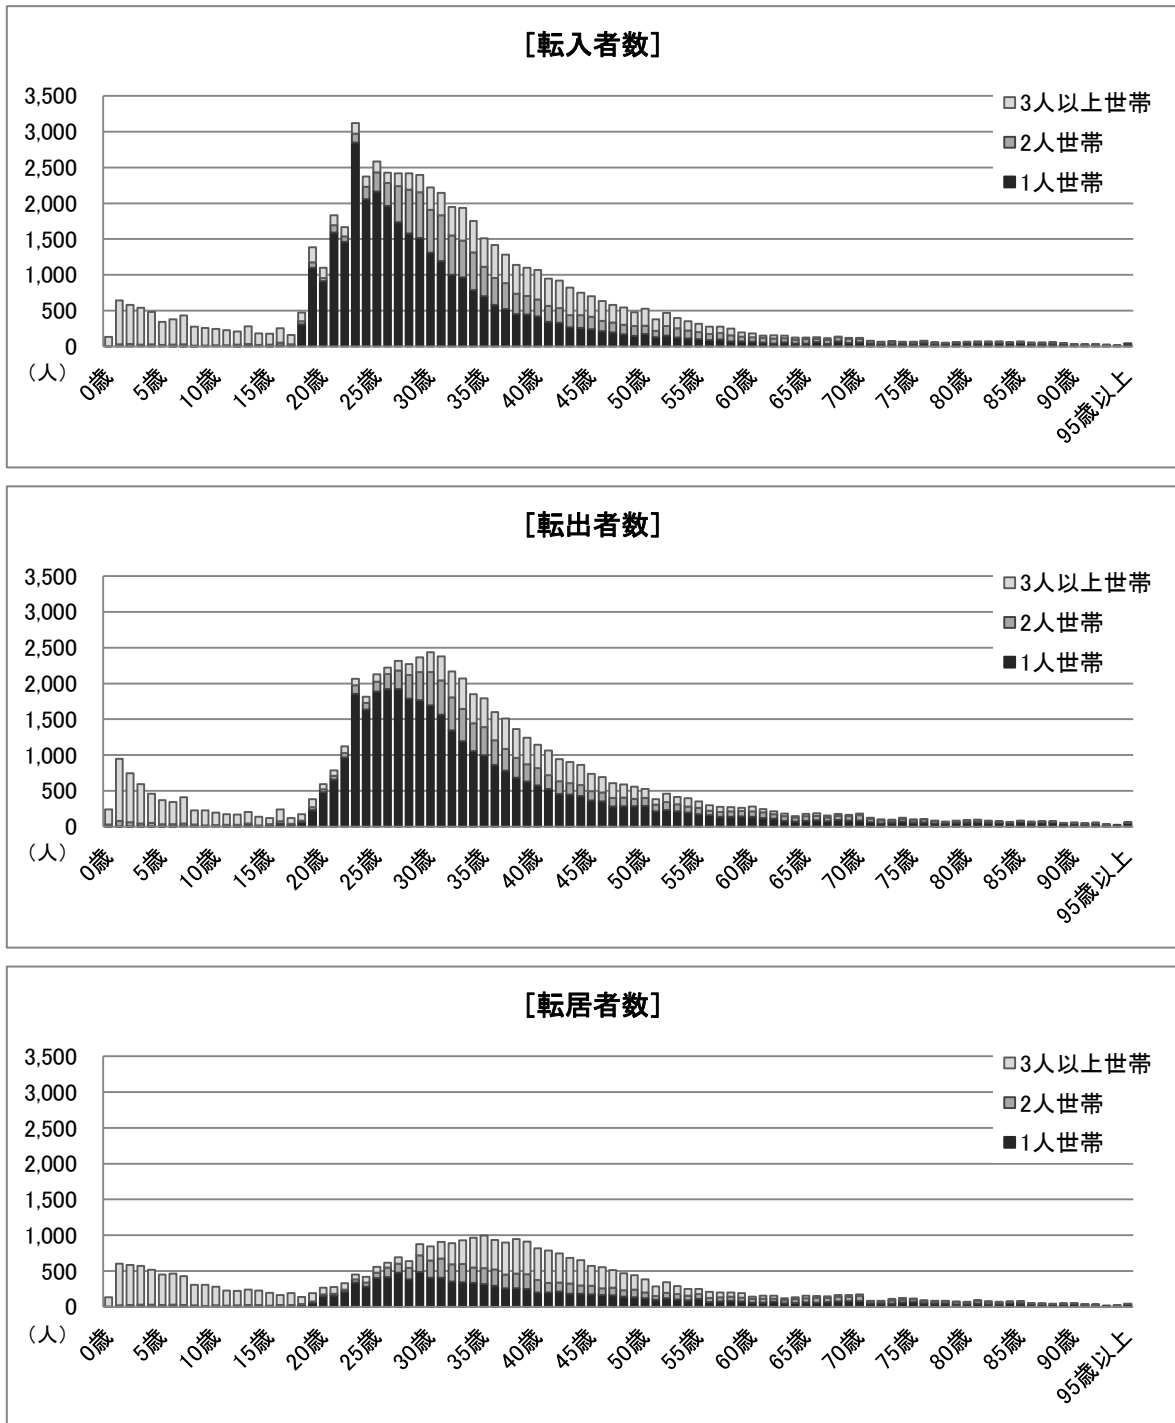 [転入者数]
3,500
3,000
2,500
2,000
1,500
1,000
500
0
（人）
3人以上世帯
2人世帯
1人世帯
0歳
5歳
10歳
15歳
20歳
25歳
30歳
35歳
40歳
45歳
50歳
55歳
60歳
65歳
70歳
75歳
80歳
85歳
90歳
95歳以上
[転出者数]
3,500
3,000
2,500
2,000
1,500
1,000
500
0
（人）
3人以上世帯
2人世帯
1人世帯
0歳
5歳
10歳
15歳
20歳
25歳
30歳
35歳
40歳
45歳
50歳
55歳
60歳
65歳
70歳
75歳
80歳
85歳
90歳
95歳以上
[転居者数]
3,500
3,000
2,500
2,000
1,500
1,000
500
0
（人）
3人以上世帯
2人世帯
1人世帯
0歳
5歳
10歳
15歳
20歳
25歳
30歳
35歳
40歳
45歳
50歳
55歳
60歳
65歳
70歳
75歳
80歳
85歳
90歳
95歳以上